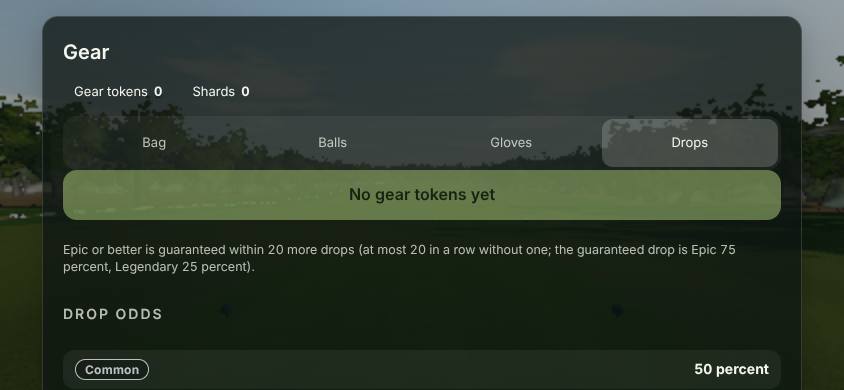 Gear
Gear tokens 0 Shards 0
Bag Balls Gloves Drops
No gear tokens yet
Epic or better is guaranteed within 20 more drops (at most 20 in a row without one; the guaranteed drop is Epic 75
percent, Legendary 25 percent).
DROP ODDS
Common 50 percent